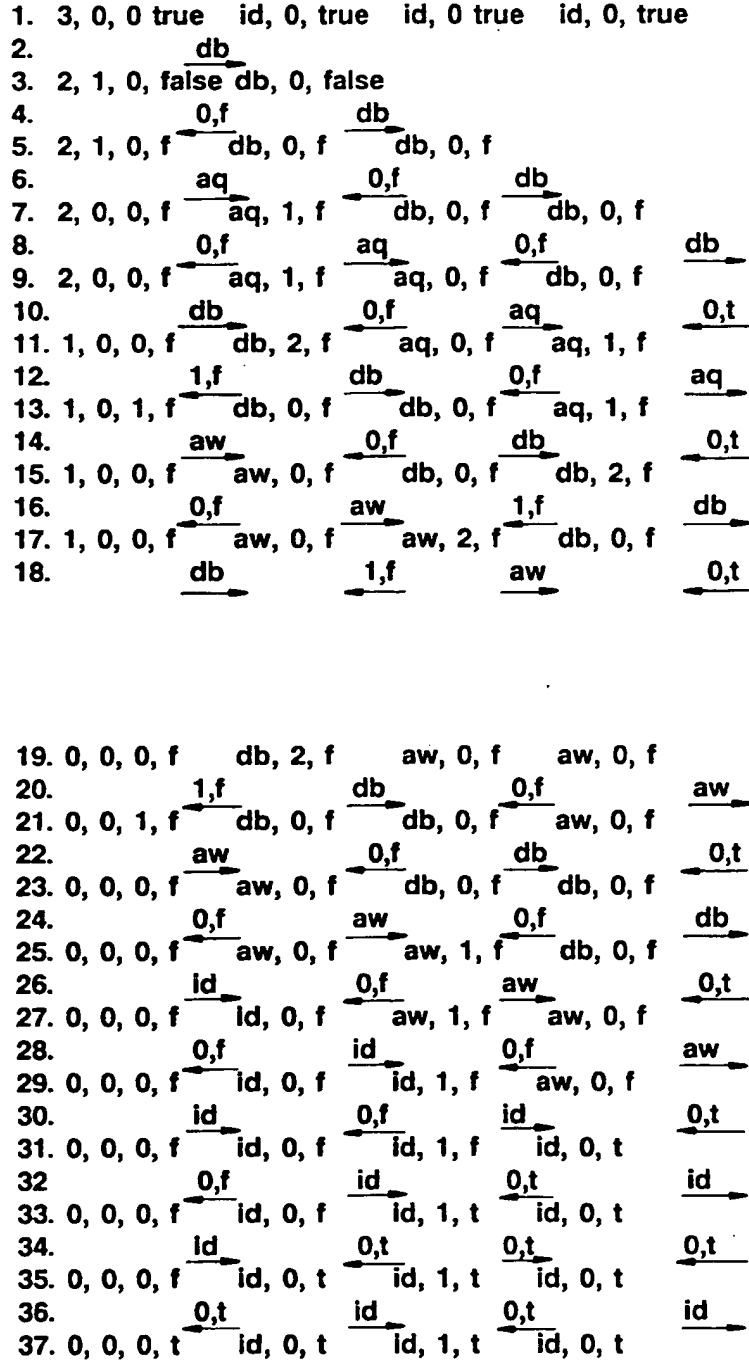 1. 3, 0, 0 true id, 0, true id, 0 true id, 0, true
2. db
3. 2, 1, 0, false db, 0, false
4. 0,f db
5. 2, 1, 0, f db, 0, f db, 0, f
6. aq 0,f db
7. 2, 0, 0, f aq, 1, f db, 0, f db, 0, f
8. 0,f aq 0,f db
9. 2, 0, 0, f aq, 1, f aq, 0, f db, 0, f
10. db 0,f aq 0,t
11. 1, 0, 0, f db, 2, f aq, 0, f aq, 1, f
12. 1,f db 0,f aq
13. 1, 0, 1, f db, 0, f db, 0, f aq, 1, f
14. aw 0,f db 0,t
15. 1, 0, 0, f aw, 0, f db, 0, f db, 2, f
16. 0,f aw 1,f db
17. 1, 0, 0, f aw, 0, f aw, 2, f db, 0, f
18. db 1,f aw 0,t
19. 0, 0, 0, f db, 2, f aw, 0, f aw, 0, f
20. 1,f db 0,f aw
21. 0, 0, 1, f db, 0, f db, 0, f aw, 0, f
22. aw 0,f db 0,t
23. 0, 0, 0, f aw, 0, f db, 0, f db, 0, f
24. 0,f aw 0,f db
25. 0, 0, 0, f aw, 0, f aw, 1, f db, 0, f
26. id 0,f aw 0,t
27. 0, 0, 0, f id, 0, f aw, 1, f aw, 0, f
28. 0,f id 0,f aw
29. 0, 0, 0, f id, 0, f id, 1, f aw, 0, f
30. id 0,f id 0,t
31. 0, 0, 0, f id, 0, f id, 1, f id, 0, t
32 0,f id 0,t id
33. 0, 0, 0, f id, 0, f id, 1, t id, 0, t
34. id 0,t 0,t 0,t
35. 0, 0, 0, f id, 0, t id, 1, t id, 0, t
36. 0,t id 0,t id
37. 0, 0, 0, t id, 0, t id, 1, t id, 0, t